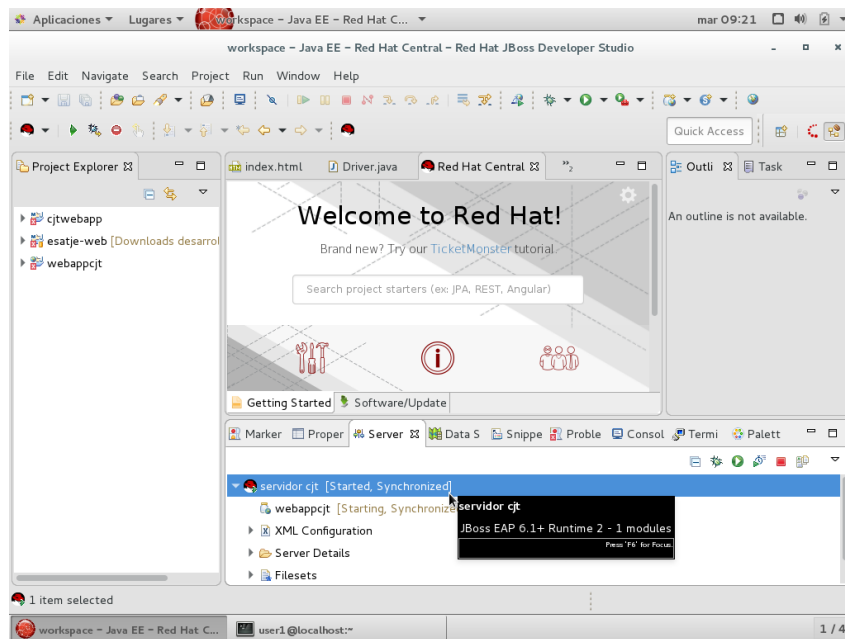 Aplicaciones Lugares workspace – Java EE – Red Hat C... mar 09:21
workspace – Java EE – Red Hat Central – Red Hat JBoss Developer Studio
File Edit Navigate Search Project Run Window Help
Quick Access
Project Explorer
index.html Driver.java Red Hat Central »2
Outli Task
cjtwebapp
esatje-web [Downloads desarrol
webappcjt
Welcome to Red Hat!
Brand new? Try our TicketMonster tutorial
Search project starters (ex: JPA, REST, Angular)
An outline is not available.
Getting Started Software/Update
Marker Proper Server Data S Snippe Proble Consol Termi Palett
servidor cjt [Started, Synchronized]
webappcjt [Starting, Synchronize
XML Configuration
Server Details
Filesets
servidor cjt
JBoss EAP 6.1+ Runtime 2 - 1 modules
Press 'F6' for Focus
1 item selected
workspace – Java EE – Red Hat C... user1@localhost:~ 1 / 4